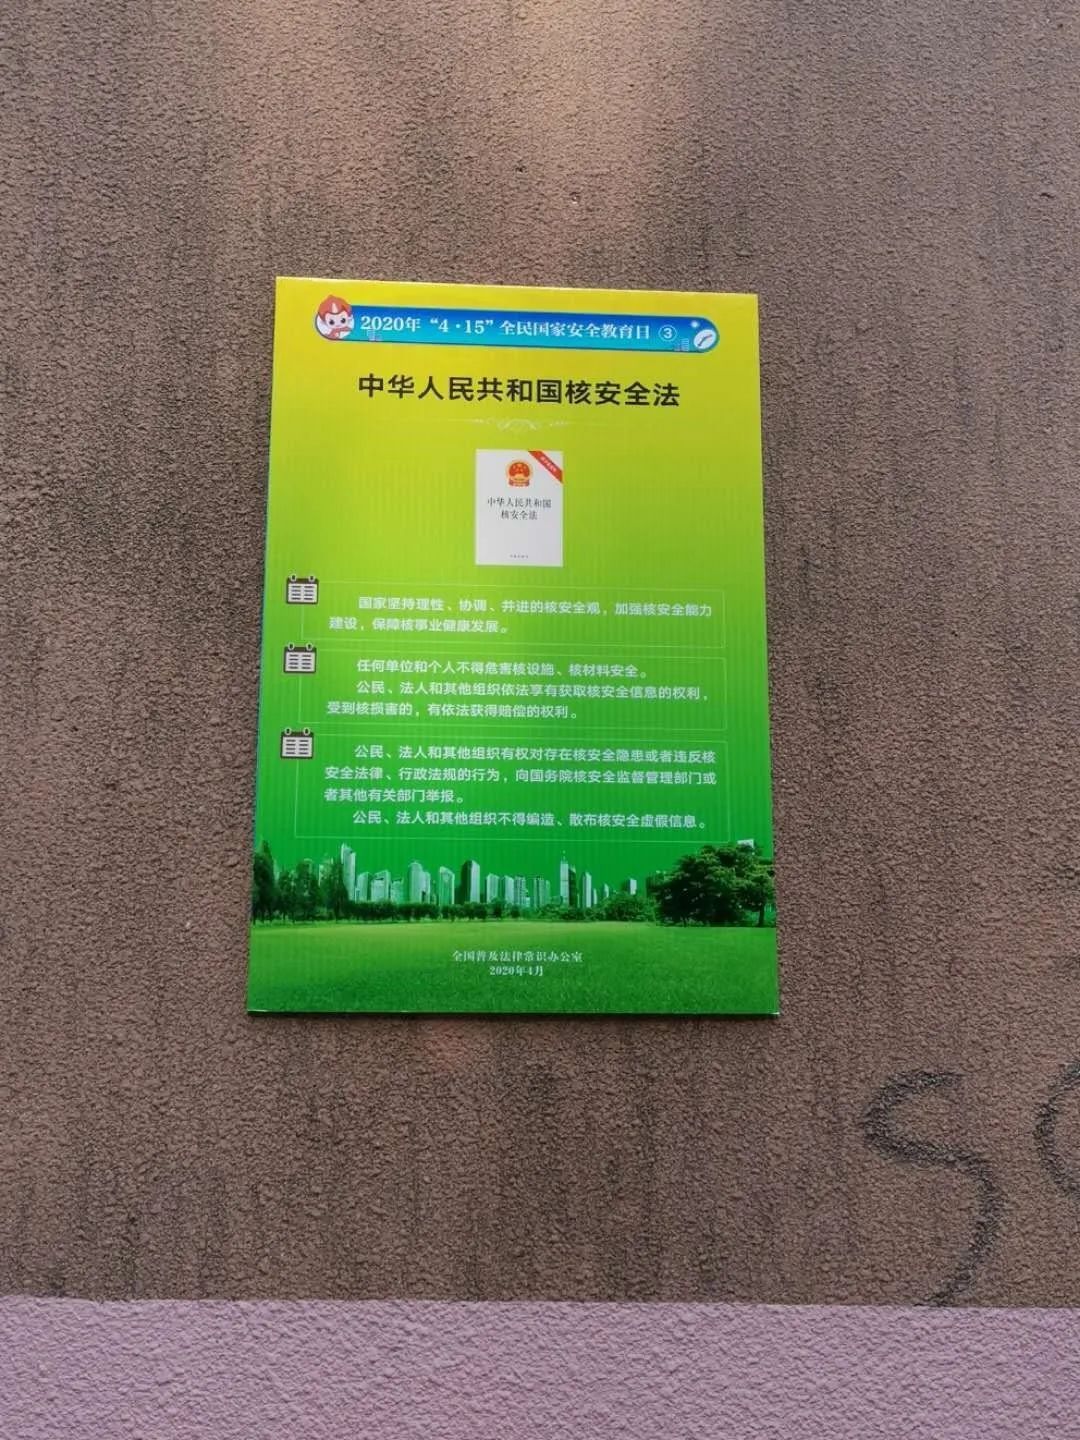 2020年“4·15”全民国家安全教育日 ③
中华人民共和国核安全法
中华人民共和国
核安全法
国家坚持理性、协调、并进的核安全观，加强核安全能力
建设，保障核事业健康发展。
任何单位和个人不得危害核设施、核材料安全。
公民、法人和其他组织依法享有获取核安全信息的权利，
受到核损害的，有依法获得赔偿的权利。
公民、法人和其他组织有权对存在核安全隐患或者违反核
安全法律、行政法规的行为，向国务院核安全监督管理部门或
者其他有关部门举报。
公民、法人和其他组织不得编造、散布核安全虚假信息。
全国普及法律常识办公室
2020年4月